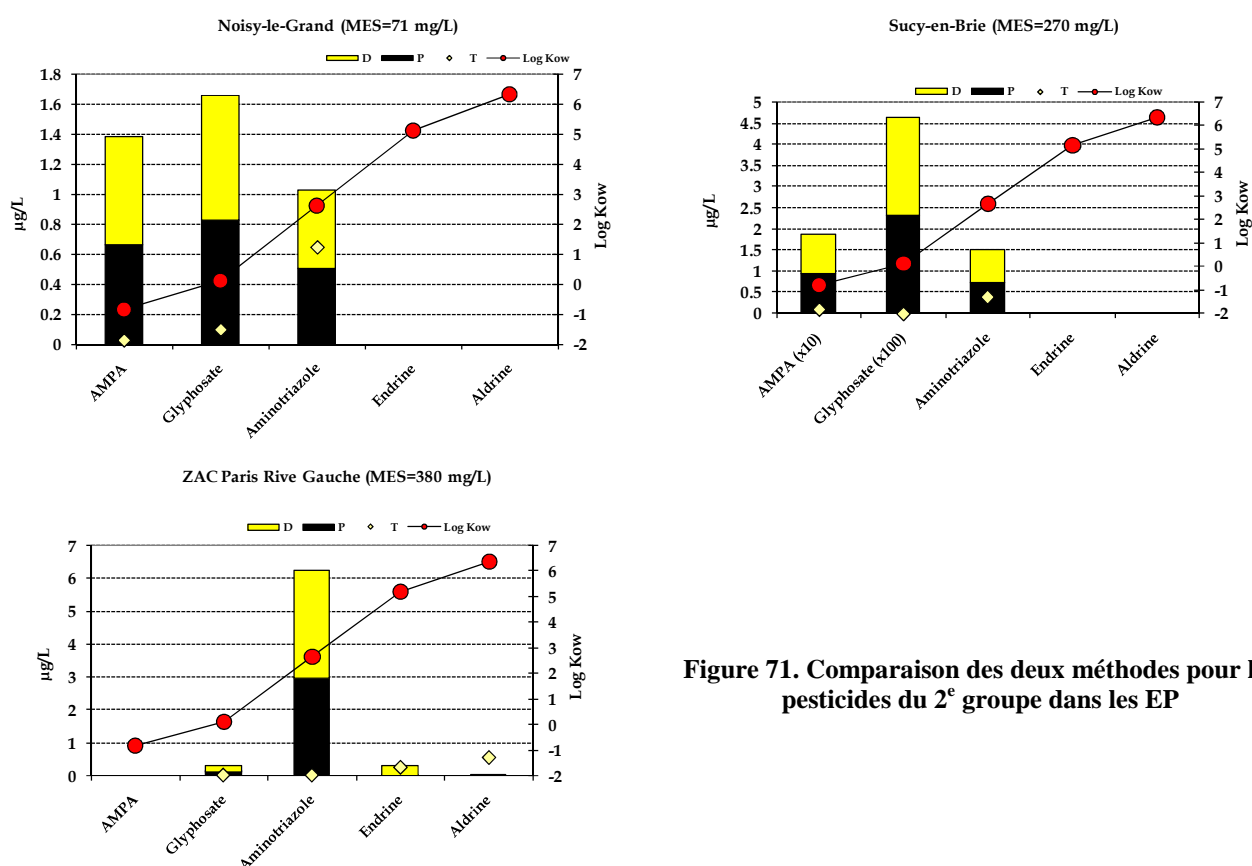 Noisy-le-Grand (MES=71 mg/L)
D P T Log Kow
1.8
1.6
1.4
1.2
1
0.8
0.6
0.4
0.2
0
µg/L
7
6
5
4
3
2
1
0
-1
-2
Log Kow
AMPA
Glyphosate
Aminotriazole
Endrine
Aldrine
Sucy-en-Brie (MES=270 mg/L)
D P T Log Kow
5
4.5
4
3.5
3
2.5
2
1.5
1
0.5
0
µg/L
7
6
5
4
3
2
1
0
-1
-2
Log Kow
AMPA (x10)
Glyphosate (x100)
Aminotriazole
Endrine
Aldrine
ZAC Paris Rive Gauche (MES=380 mg/L)
D P T Log Kow
7
6
5
4
3
2
1
0
µg/L
7
6
5
4
3
2
1
0
-1
-2
Log Kow
AMPA
Glyphosate
Aminotriazole
Endrine
Aldrine
Figure 71. Comparaison des deux méthodes pour
pesticides du 2e groupe dans les EP